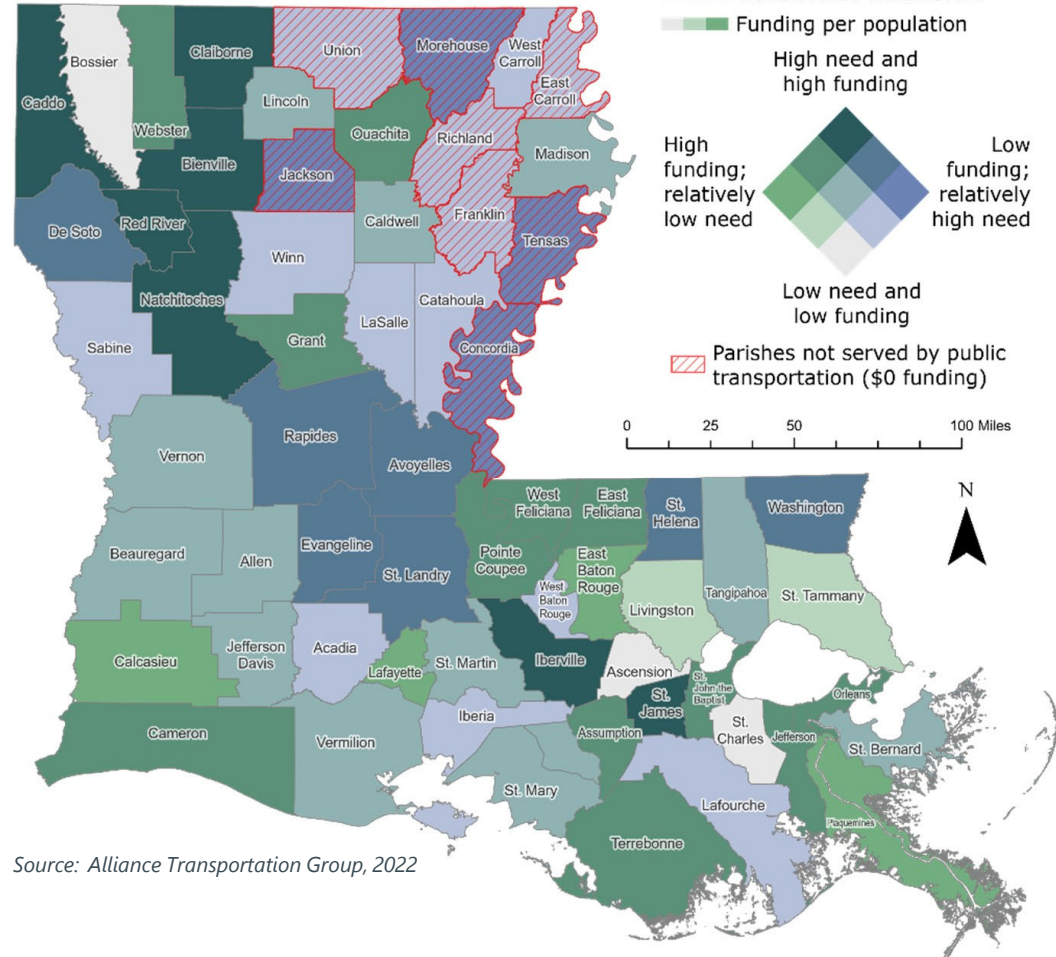 Funding per population
High need and
high funding
High
funding;
relatively
low need
Low
funding;
relatively
high need
Low need and
low funding
Parishes not served by public
transportation ($0 funding)
0 25 50 100 Miles
N
Caddo
Bossier
Webster
Claiborne
Union
Morehouse
West
Carroll
East
Carroll
Lincoln
Ouachita
Richland
Madison
Bienville
Jackson
Franklin
Tensas
Red River
De Soto
Caldwell
Winn
Natchitoches
Catahoula
LaSalle
Sabine
Grant
Concordia
Vernon
Rapides
Avoyelles
West
Feliciana
East
Feliciana
St.
Helena
Washington
Beauregard
Allen
Evangeline
St. Landry
Pointe
Coupee
East
Baton
Rouge
West
Baton
Rouge
Livingston
Tangipahoa
St. Tammany
Calcasieu
Jefferson
Davis
Acadia
Lafayette
St. Martin
Iberville
Ascension
St.
James
St.
John the
Baptist
Orleans
Cameron
Vermilion
Iberia
Assumption
St.
Charles
Jefferson
St. Bernard
St. Mary
Lafourche
Plaquemines
Terrebonne
Source: Alliance Transportation Group, 2022